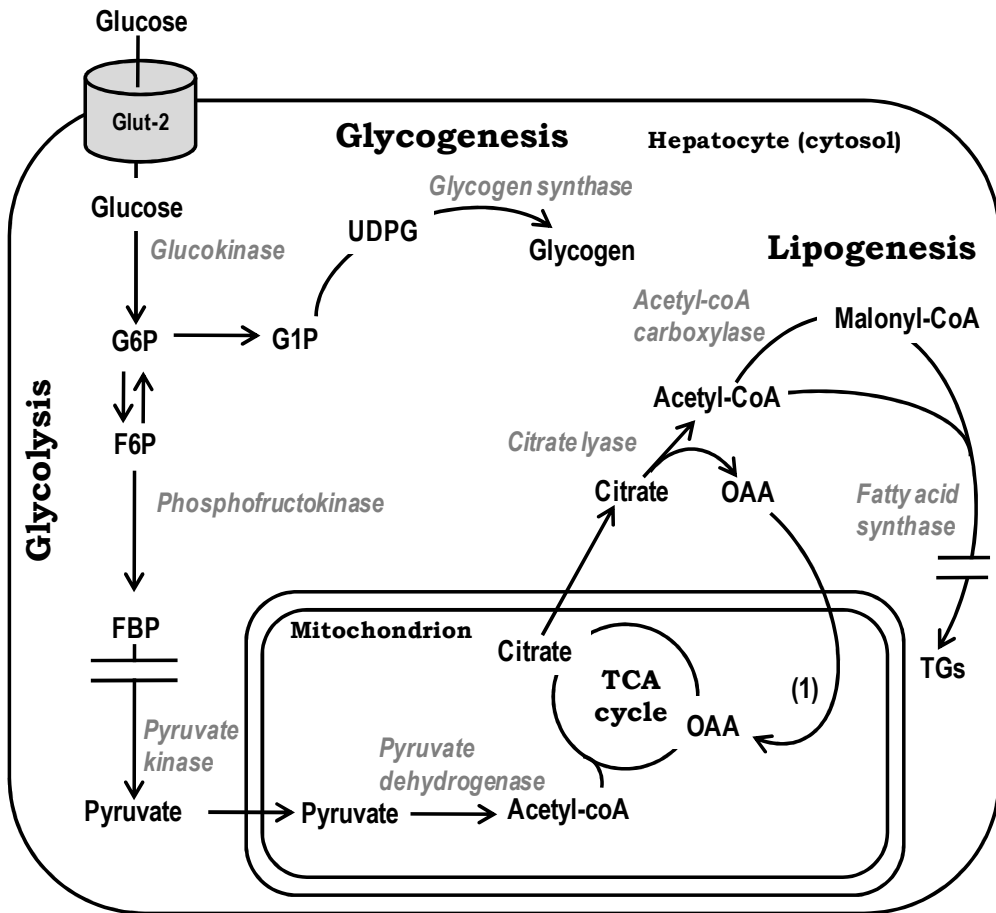 Glucose
Glut-2
Glycogenesis
Hepatocyte (cytosol)
Glycogen synthase
Glucose
UDPG
Glucokinase
Glycogen
Lipogenesis
Acetyl-coA
carboxylase
Malonyl-CoA
G6P
G1P
Acetyl-CoA
Glycolysis
F6P
Citrate lyase
Phosphofructokinase
Citrate
OAA
Fatty acid
synthase
FBP
Mitochondrion
Citrate
TCA
cycle
(1)
TGs
OAA
Pyruvate
kinase
Pyruvate
dehydrogenase
Pyruvate
Pyruvate
Acetyl-coA